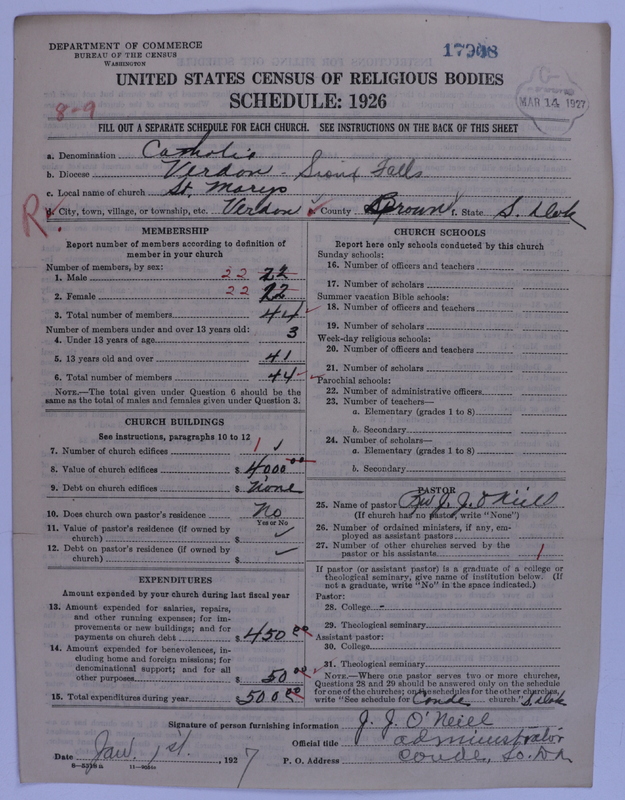 DEPARTMENT OF COMMERCE
BUREAU OF THE CENSUS
WASHINGTON
17908
UNITED STATES CENSUS OF RELIGIOUS BODIES
SCHEDULE: 1926
8-9
MAR 14 1927
FILL OUT A SEPARATE SCHEDULE FOR EACH CHURCH. SEE INSTRUCTIONS ON THE BACK OF THIS SHEET
a. Denomination Catholic
b. Diocese Verdon - Sioux Falls
c. Local name of church St. Marys
R. d. City, town, village, or township, etc. Verdon e. County Brown f. State S. Dak
MEMBERSHIP
Report number of members according to definition of
member in your church
Number of members, by sex:
1. Male 22 22
2. Female 22 22
3. Total number of members 44
Number of members under and over 13 years old:
4. Under 13 years of age 3
5. 13 years old and over 41
6. Total number of members 44
NOTE.—The total given under Question 6 should be
same as the total of males and females given under Question 3.
CHURCH BUILDINGS
See instructions, paragraphs 10 to 12
7. Number of church edifices 1 1
8. Value of church edifices $ 4000 00
9. Debt on church edifices $ none
10. Does church own pastor's residence No
Yes or No
11. Value of pastor's residence (if owned by
church) $
12. Debt on pastor's residence (if owned by
church) $
EXPENDITURES
Amount expended by your church during last fiscal year
13. Amount expended for salaries, repairs,
and other running expenses; for im-
provements or new buildings; and for
payments on church debt $ 450 00
14. Amount expended for benevolences, in-
cluding home and foreign missions; for
denominational support; and for all
other purposes $ 50 00
15. Total expenditures during year $ 500 00
CHURCH SCHOOLS
Report here only schools conducted by this church
Sunday schools:
16. Number of officers and teachers
17. Number of scholars
Summer vacation Bible schools:
18. Number of officers and teachers
19. Number of scholars
Week-day religious schools:
20. Number of officers and teachers
21. Number of scholars
Parochial schools:
22. Number of administrative officers
23. Number of teachers—
a. Elementary (grades 1 to 8)
b. Secondary
24. Number of scholars—
a. Elementary (grades 1 to 8)
b. Secondary
PASTOR
25. Name of pastor Rev J. J. O'Neill
(If church has no pastor, write "None")
26. Number of ordained ministers, if any, em-
ployed as assistant pastors
27. Number of other churches served by the
pastor or his assistants 1
If pastor (or assistant pastor) is a graduate of a college or
theological seminary, give name of institution below. (If
not a graduate, write "No" in the space indicated.)
Pastor:
28. College -
29. Theological seminary
Assistant pastor:
30. College
31. Theological seminary
NOTE.—Where one pastor serves two or more churches,
Questions 28 and 29 should be answered only on the schedule
for one of the churches; on the schedules for the other churches,
write "See schedule for Conde church." S. Dak
Signature of person furnishing information J. J. O'Neill
Official title administrator
Date Jan. 1st, 1927
P. O. Address Conde, So. Dak
8-5318a 11-9056a